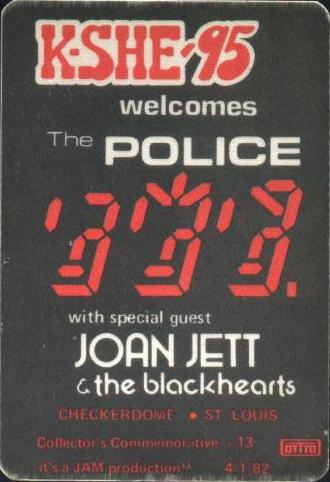 K-SHE-95
welcomes
The POLICE
with special guest
JOAN JETT
& the blackhearts
CHECKERDOME • ST LOUIS
Collector's Commemorative - 13
OTTO
it's a JAM production!! 4.1.82